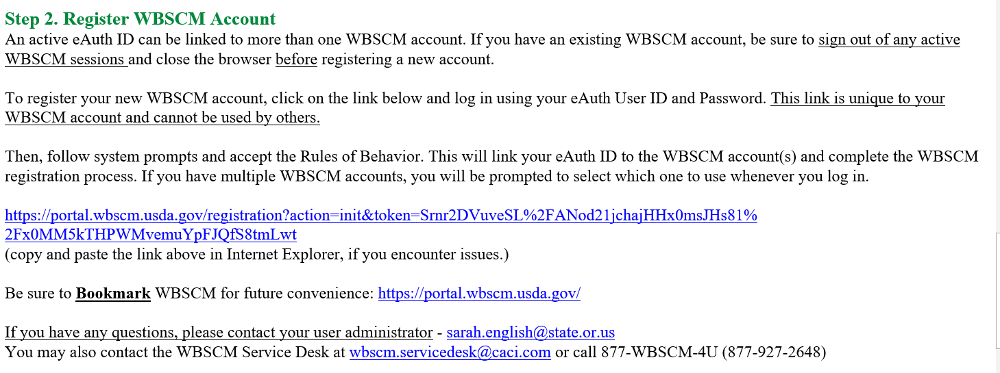 Step 2. Register WBSCM Account
An active eAuth ID can be linked to more than one WBSCM account. If you have an existing WBSCM account, be sure to sign out of any active
WBSCM sessions and close the browser before registering a new account.
To register your new WBSCM account, click on the link below and log in using your eAuth User ID and Password. This link is unique to your
WBSCM account and cannot be used by others.
Then, follow system prompts and accept the Rules of Behavior. This will link your eAuth ID to the WBSCM account(s) and complete the WBSCM
registration process. If you have multiple WBSCM accounts, you will be prompted to select which one to use whenever you log in.
https://portal.wbscm.usda.gov/registration?action=init&token=Srnr2DVuveSL%2FANod21jchajHHx0msJHs81%
2Fx0MM5kTHPWMvemuYpFJQfS8tmLwt
(copy and paste the link above in Internet Explorer, if you encounter issues.)
Be sure to Bookmark WBSCM for future convenience: https://portal.wbscm.usda.gov/
If you have any questions, please contact your user administrator - sarah.english@state.or.us
You may also contact the WBSCM Service Desk at wbscm.servicedesk@caci.com or call 877-WBSCM-4U (877-927-2648)